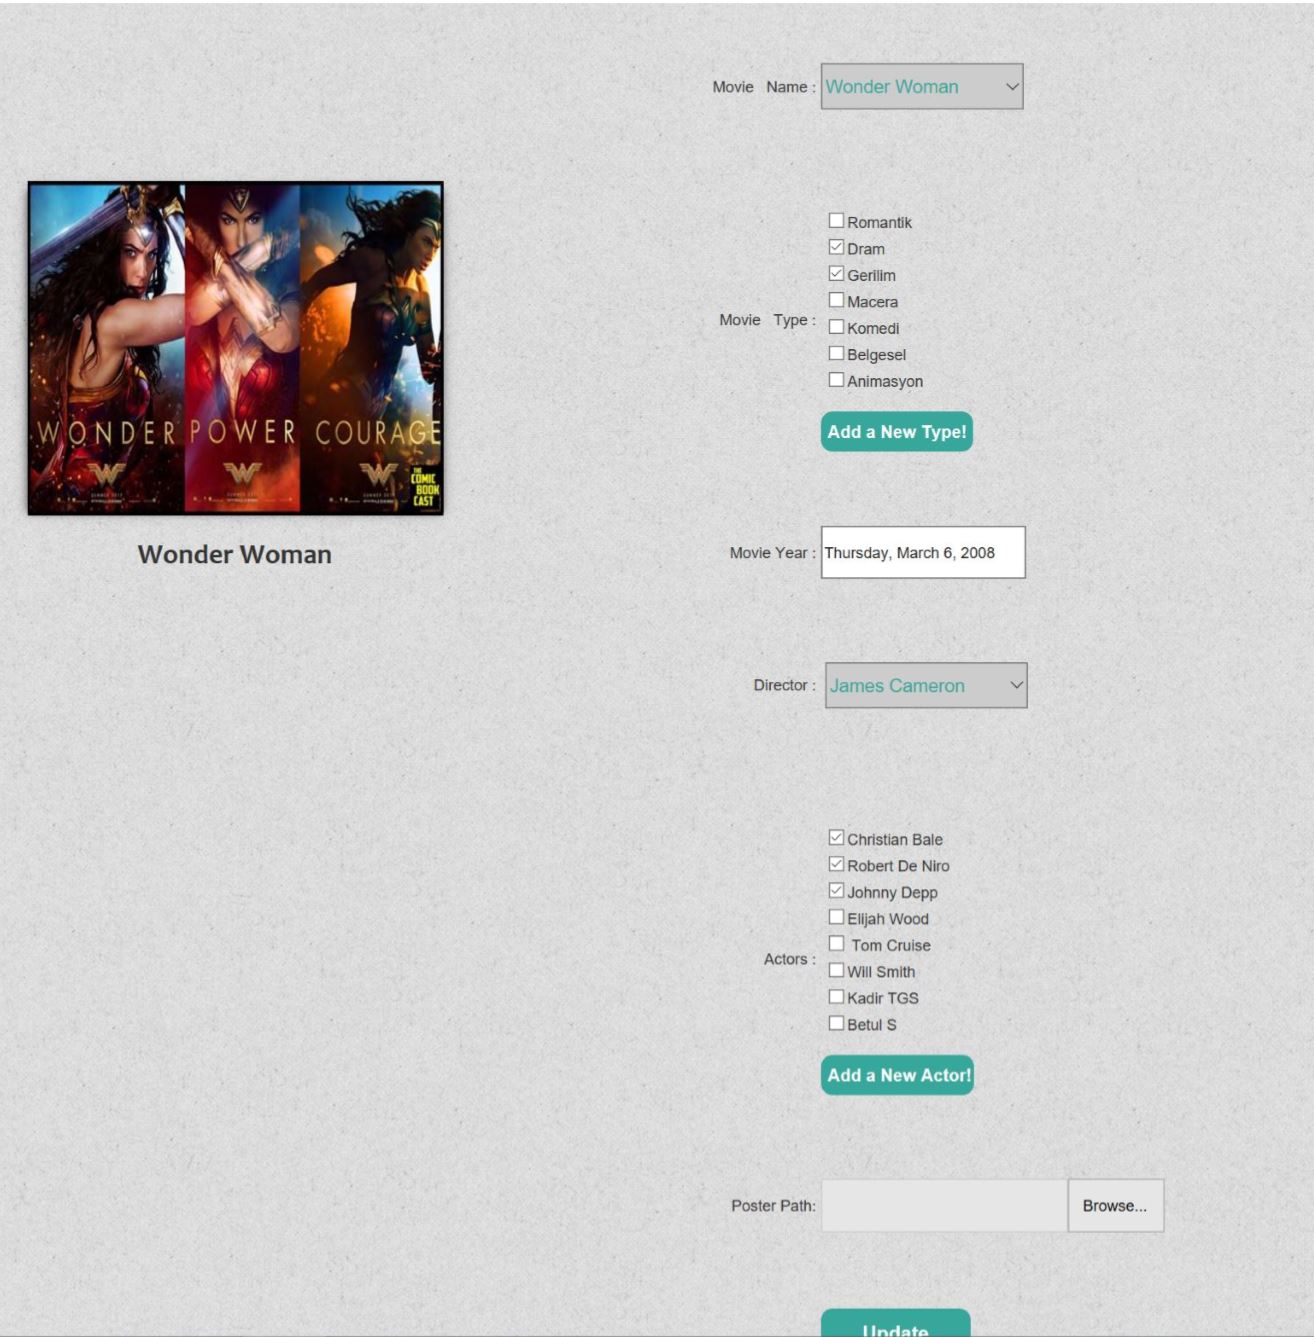 Movie Name : Wonder Woman
Romantik
Dram
Gerilim
Macera
Movie Type :
Komedi
Belgesel
Animasyon
Add a New Type!
WONDER POWER COURAGE
THE
COMIC
BOOK
CAST
Wonder Woman
Movie Year : Thursday, March 6, 2008
Director : James Cameron
Christian Bale
Robert De Niro
Johnny Depp
Elijah Wood
Tom Cruise
Actors :
Will Smith
Kadir TGS
Betul S
Add a New Actor!
Poster Path: Browse...
Update